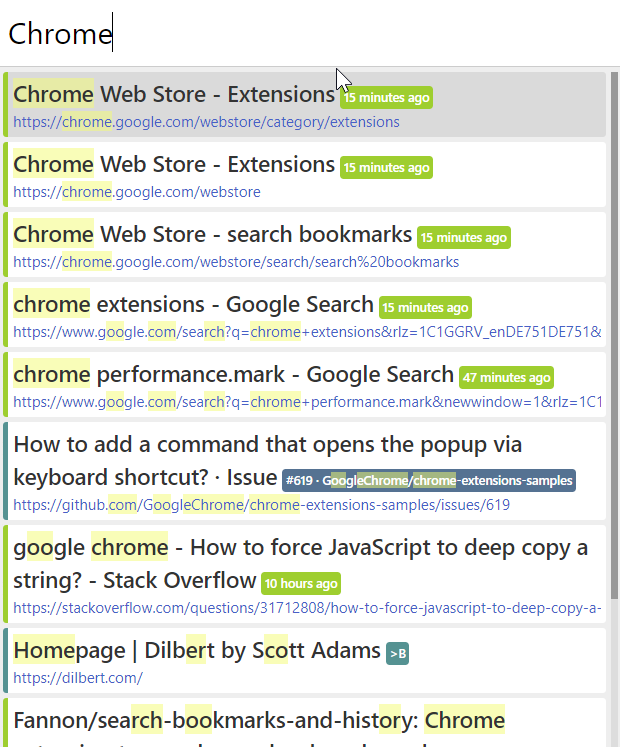 Chrome
Chrome Web Store - Extensions 15 minutes ago
https://chrome.google.com/webstore/category/extensions
Chrome Web Store - Extensions 15 minutes ago
https://chrome.google.com/webstore
Chrome Web Store - search bookmarks 15 minutes ago
https://chrome.google.com/webstore/search/search%20bookmarks
chrome extensions - Google Search 15 minutes ago
https://www.google.com/search?q=chrome+extensions&rlz=1C1GGRV_enDE751DE751&
chrome performance.mark - Google Search 47 minutes ago
https://www.google.com/search?q=chrome+performance.mark&newwindow=1&rlz=1C1
How to add a command that opens the popup via
keyboard shortcut? · Issue #619 · GoogleChrome/chrome-extensions-samples
https://github.com/GoogleChrome/chrome-extensions-samples/issues/619
google chrome - How to force JavaScript to deep copy a
string? - Stack Overflow 10 hours ago
https://stackoverflow.com/questions/31712808/how-to-force-javascript-to-deep-copy-a-
Homepage | Dilbert by Scott Adams >B
https://dilbert.com/
Fannon/search-bookmarks-and-history: Chrome